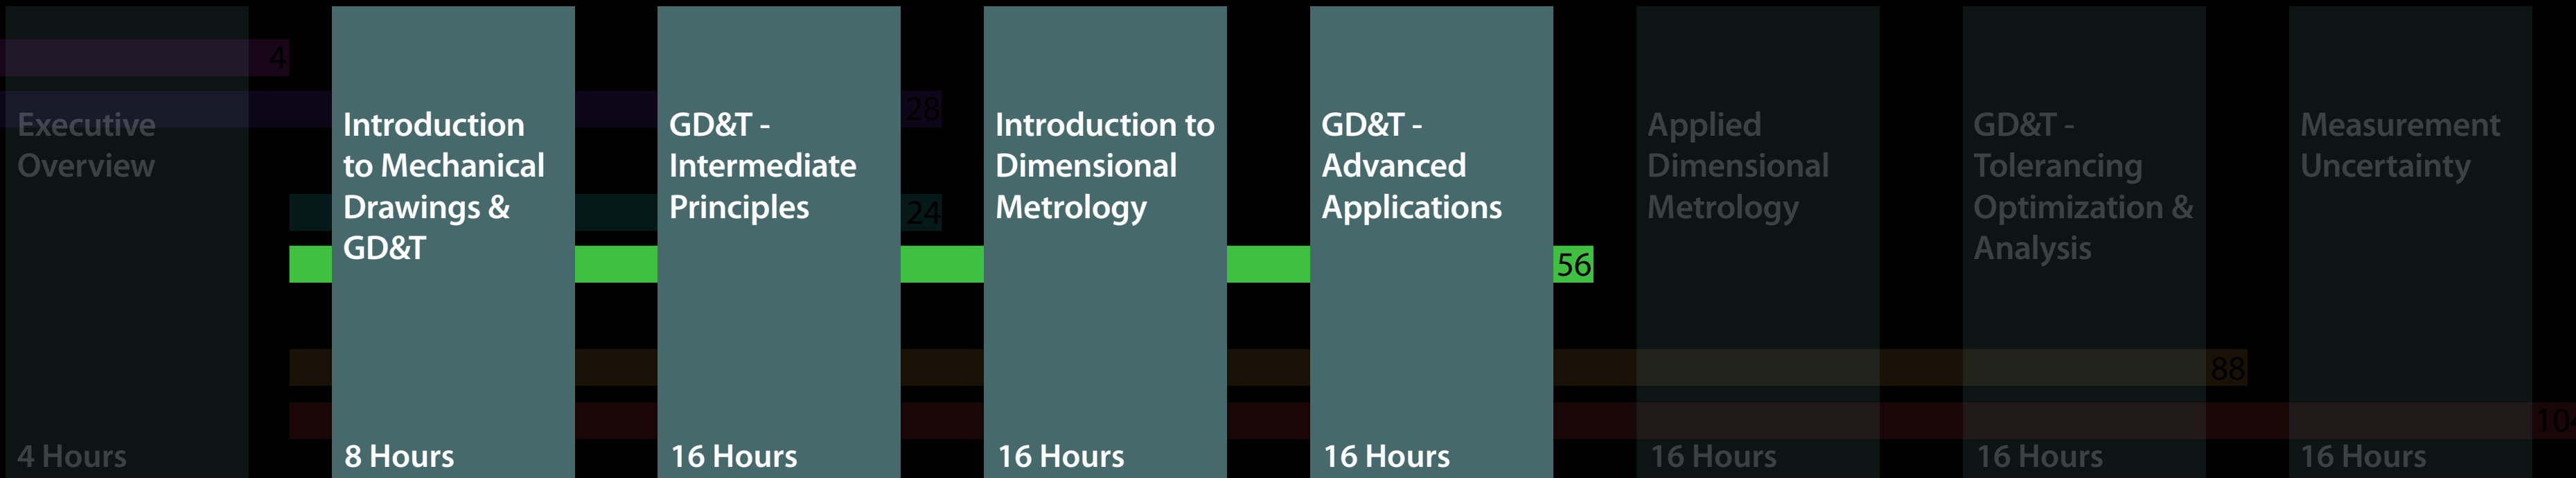 4
28
24
56
88
104
Executive
Overview
4 Hours
Introduction
to Mechanical
Drawings &
GD&T
8 Hours
GD&T -
Intermediate
Principles
16 Hours
Introduction to
Dimensional
Metrology
16 Hours
GD&T -
Advanced
Applications
16 Hours
Applied
Dimensional
Metrology
16 Hours
GD&T -
Tolerancing
Optimization &
Analysis
16 Hours
Measurement
Uncertainty
16 Hours